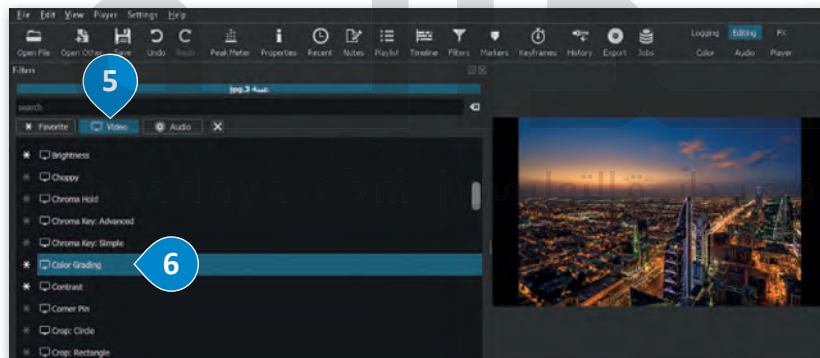 File Edit View Player Settings Help
Open File Open Other Save Undo Redo Peak Meter Properties Recent Notes Playlist Timeline Filters Markers Keyframes History Export Jobs
Logging Editing FX
Color Audio Player
Filters
5
jpg.3 عينة
search
Favorite Video Audio X
Brightness
Choppy
Chroma Hold
Chroma Key: Advanced
Chroma Key: Simple
Color Grading
6
Contrast
Corner Pin
Crop: Circle
Crop: Rectangle